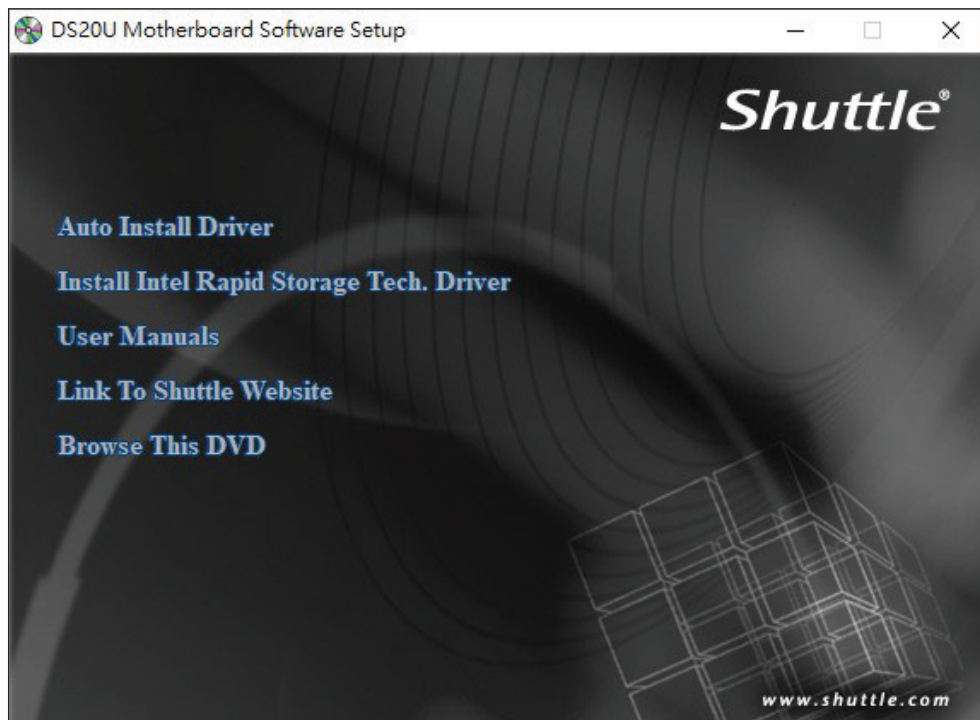 DS20U Motherboard Software Setup
Shuttle®
Auto Install Driver
Install Intel Rapid Storage Tech. Driver
User Manuals
Link To Shuttle Website
Browse This DVD
www.shuttle.com